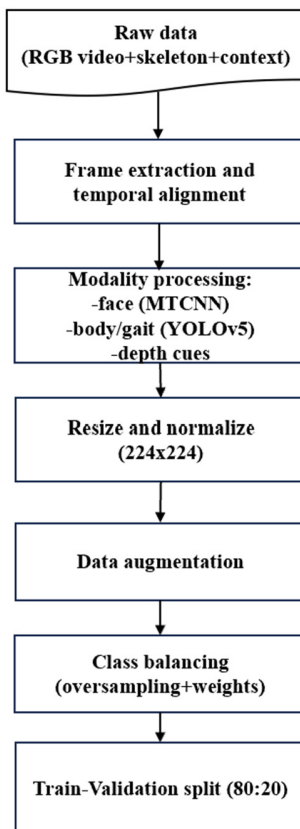 Raw data
(RGB video+skeleton+context)
Frame extraction and
temporal alignment
Modality processing:
-face (MTCNN)
-body/gait (YOLOv5)
-depth cues
Resize and normalize
(224x224)
Data augmentation
Class balancing
(oversampling+weights)
Train-Validation split (80:20)